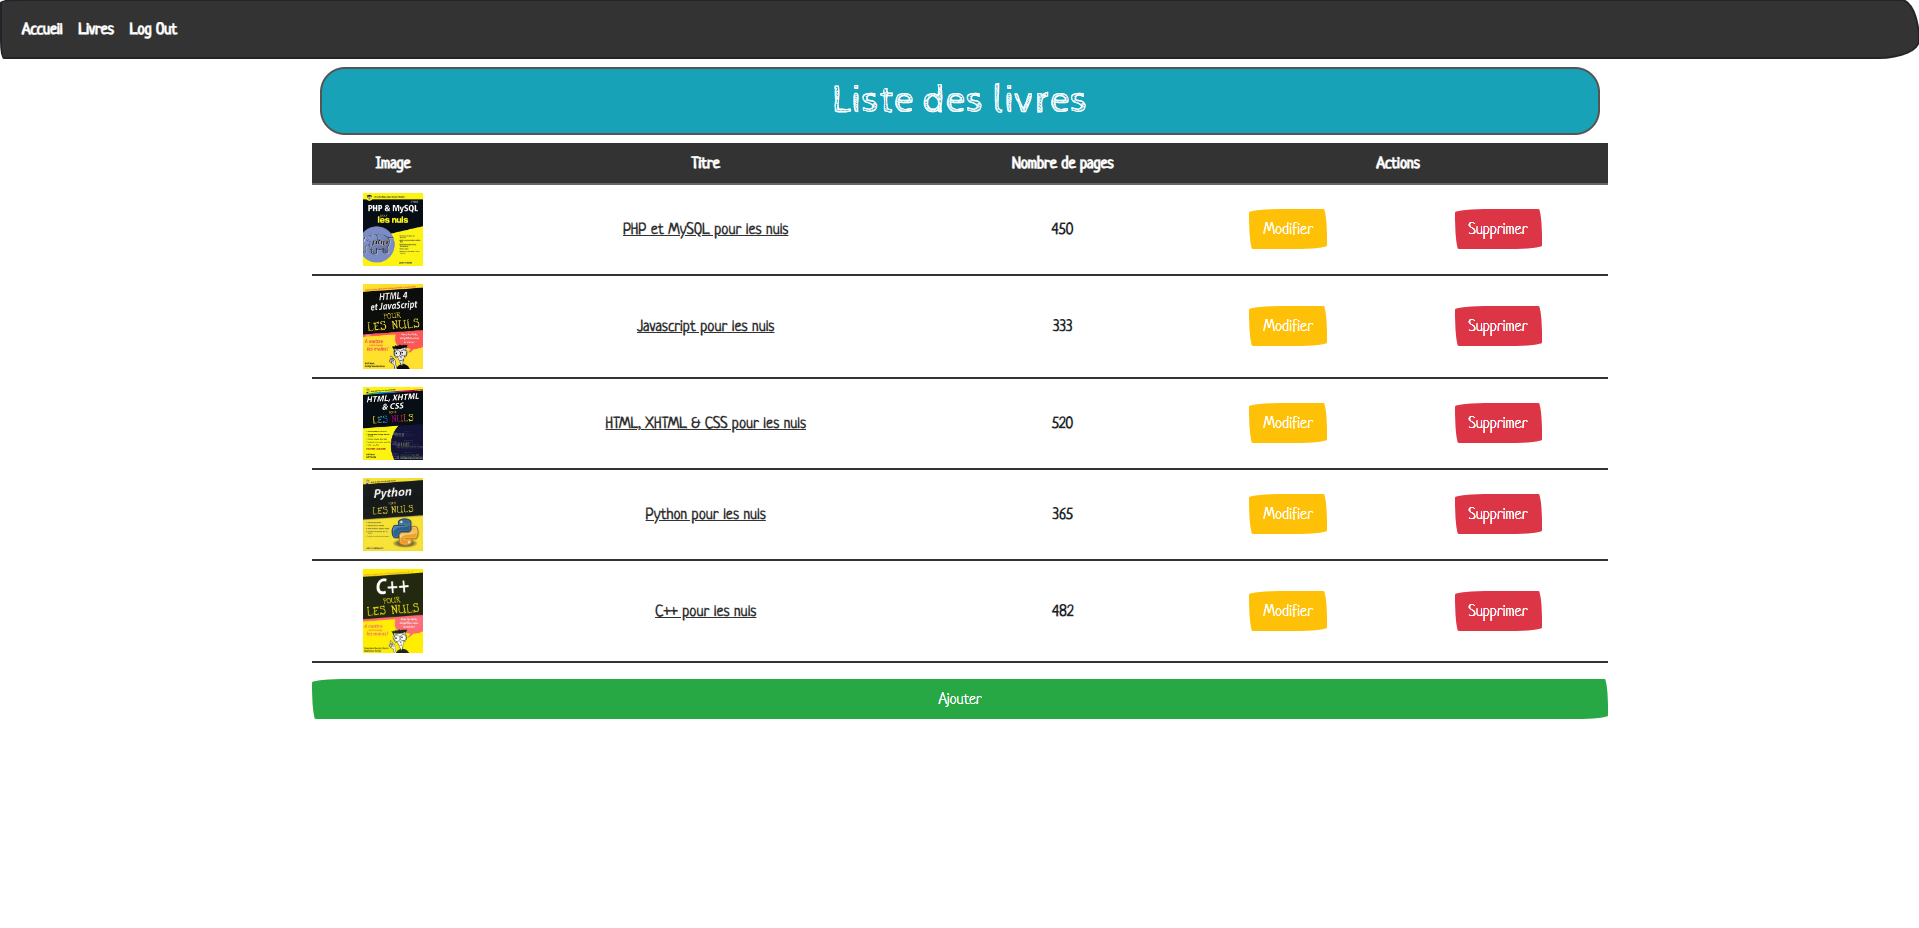 Accueil Livres Log Out
Liste des livres
Image Titre Nombre de pages Actions
PHP & MySQL
les nuls
php
PHP et MySQL pour les nuls 450 Modifier Supprimer
HTML 4
et JavaScript
POUR
LES NULS
Javascript pour les nuls 333 Modifier Supprimer
HTML, XHTML
& CSS
LES NULS
HTML, XHTML & CSS pour les nuls 520 Modifier Supprimer
Python
LES NULS
Python pour les nuls 365 Modifier Supprimer
C++
POUR
LES NULS
C++ pour les nuls 482 Modifier Supprimer
Ajouter